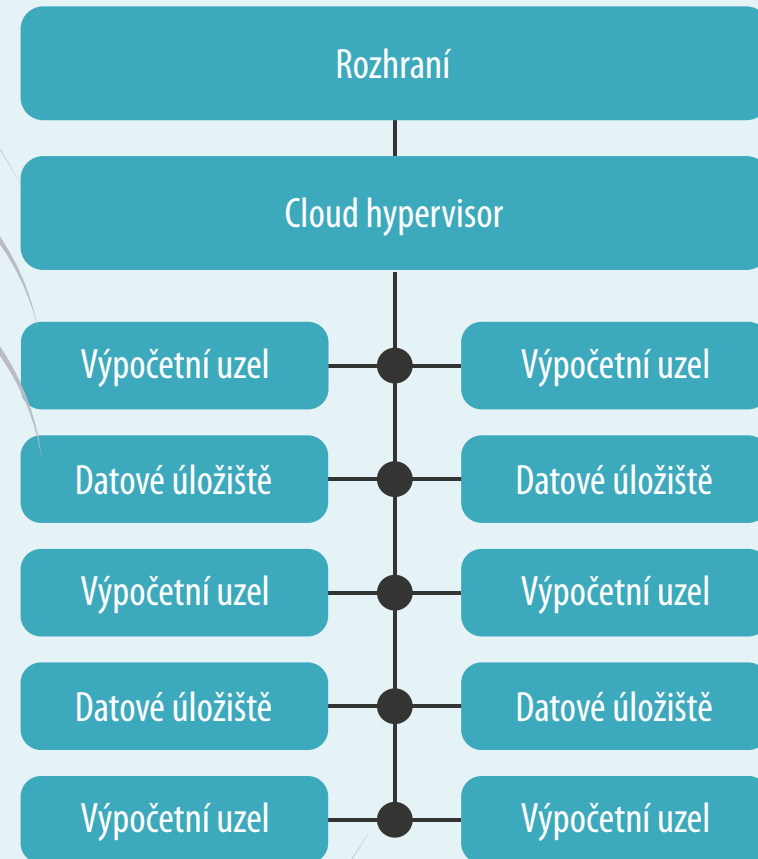 Rozhraní
Cloud hypervisor
Výpočetní uzel
Výpočetní uzel
Datové úložiště
Datové úložiště
Výpočetní uzel
Výpočetní uzel
Datové úložiště
Datové úložiště
Výpočetní uzel
Výpočetní uzel